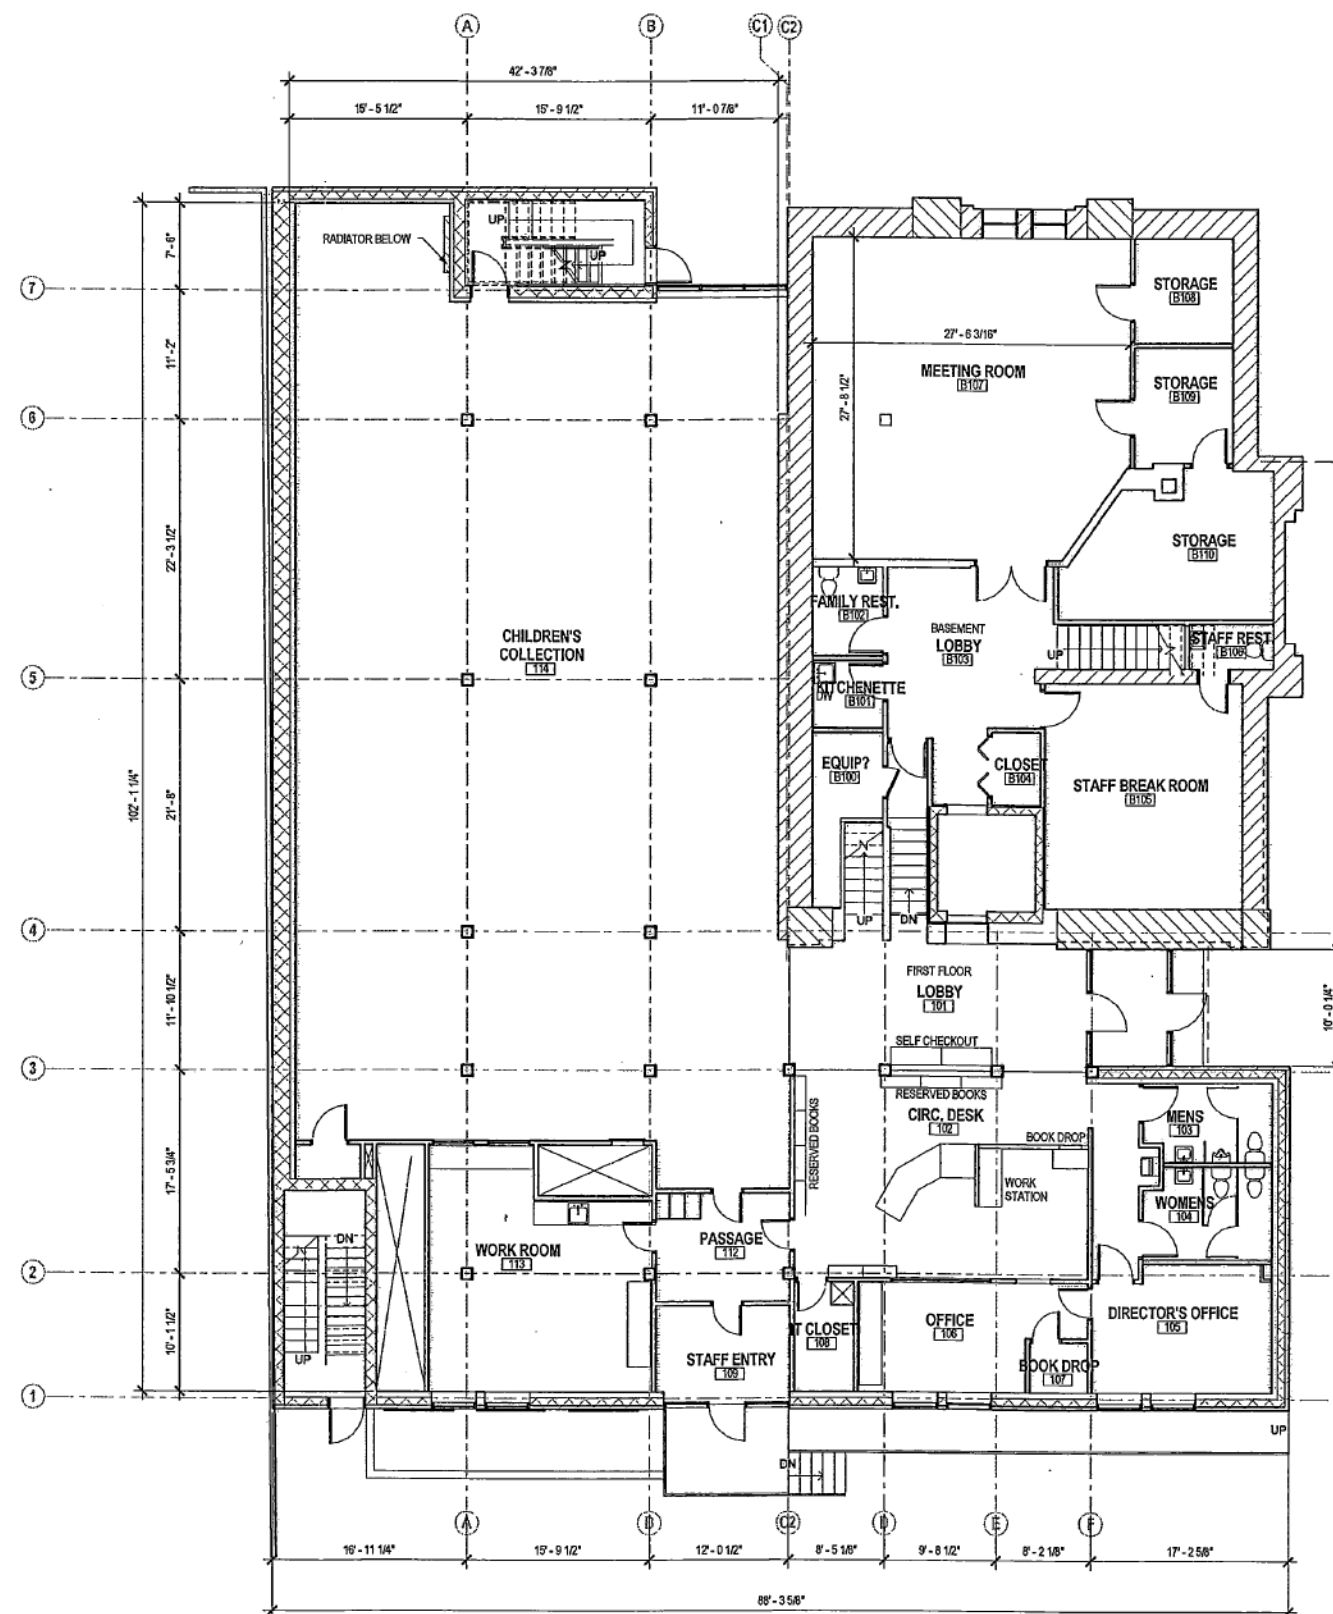 A
B
C1
C2
42' - 3 7/8"
15' - 5 1/2"
15' - 9 1/2"
11' - 0 7/8"
7' - 6"
UP
UP
RADIATOR BELOW
7
STORAGE
B108
11' - 2"
27' - 6 3/16"
MEETING ROOM
B107
STORAGE
B109
27' - 8 1/2"
6
22' - 3 1/2"
STORAGE
B110
FAMILY REST.
B102
BASEMENT
LOBBY
B103
UP
STAFF REST
B106
CHILDREN'S
COLLECTION
114
5
KITCHENETTE
DW
B101
EQUIP?
B100
CLOSET
B104
STAFF BREAK ROOM
B105
102' - 1 1/4"
21' - 8"
UP
DN
4
FIRST FLOOR
LOBBY
101
11' - 10 1/2"
10' - 0 1/4"
SELF CHECKOUT
3
RESERVED BOOKS
CIRC. DESK
102
MENS
103
BOOK DROP
RESERVED BOOKS
17' - 5 3/4"
WORK
STATION
WOMENS
104
DN
WORK ROOM
113
PASSAGE
112
2
10' - 1 1/2"
UP
IT CLOSET
108
OFFICE
106
DIRECTOR'S OFFICE
105
STAFF ENTRY
109
BOOK DROP
107
1
UP
DN
A
C2
D
E
F
16' - 11 1/4"
15' - 9 1/2"
12' - 0 1/2"
8' - 5 1/8"
9' - 8 1/2"
8' - 2 1/8"
17' - 2 5/8"
88' - 3 5/8"